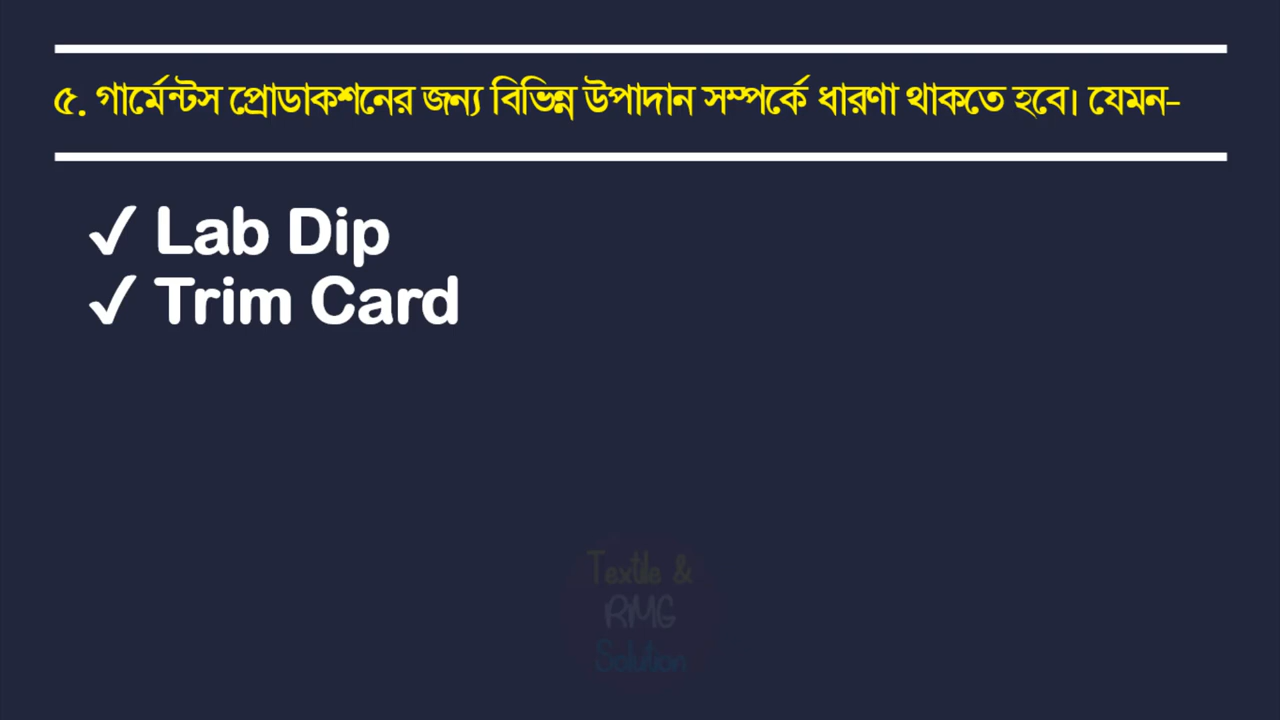 ৫. গার্মেন্টস প্রোডাকশনের জন্য বিভিন্ন উপাদান সম্পর্কে ধারণা থাকতে হবে। যেমন-
✓ Lab Dip
✓ Trim Card
Textile &
RMG
Solution